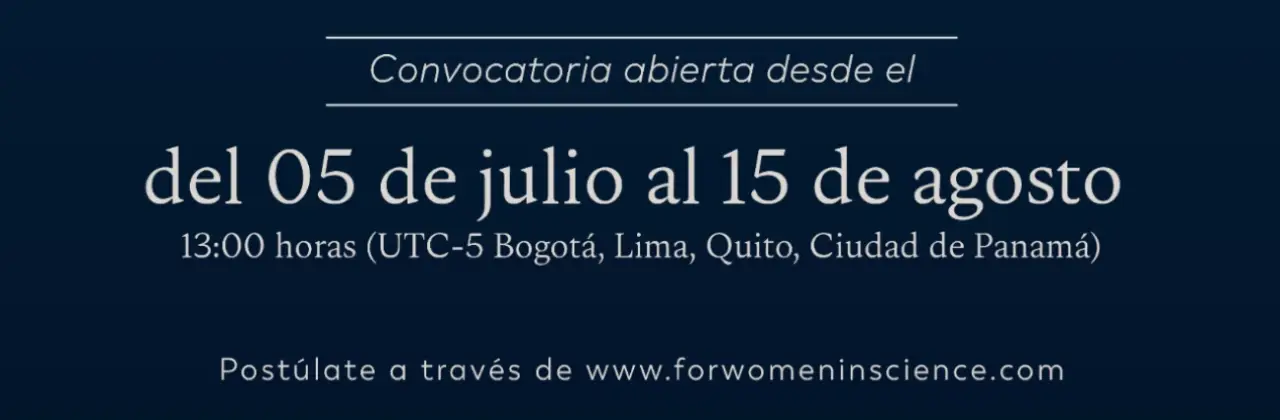 Convocatoria abierta desde el
del 05 de julio al 15 de agosto
13:00 horas (UTC-5 Bogotá, Lima, Quito, Ciudad de Panamá)
Postúlate a través de www.forwomeninscience.com